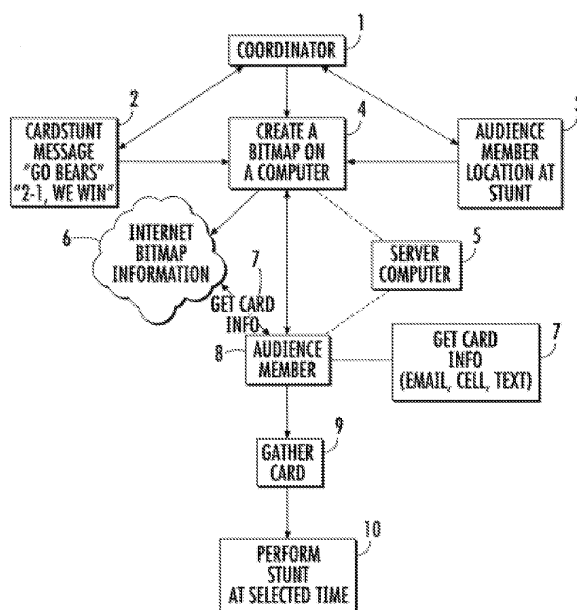 1
COORDINATOR
2
CARDSTUNT
MESSAGE
"GO BEARS"
"2-1, WE WIN"
4
CREATE A
BITMAP ON
A COMPUTER
AUDIENCE
MEMBER
LOCATION AT
STUNT
6
INTERNET
BITMAP
INFORMATION
7
GET CARD
INFO
5
SERVER
COMPUTER
8
AUDIENCE
MEMBER
7
GET CARD
INFO
(EMAIL, CELL, TEXT)
9
GATHER
CARD
10
PERFORM
STUNT
AT SELECTED TIME